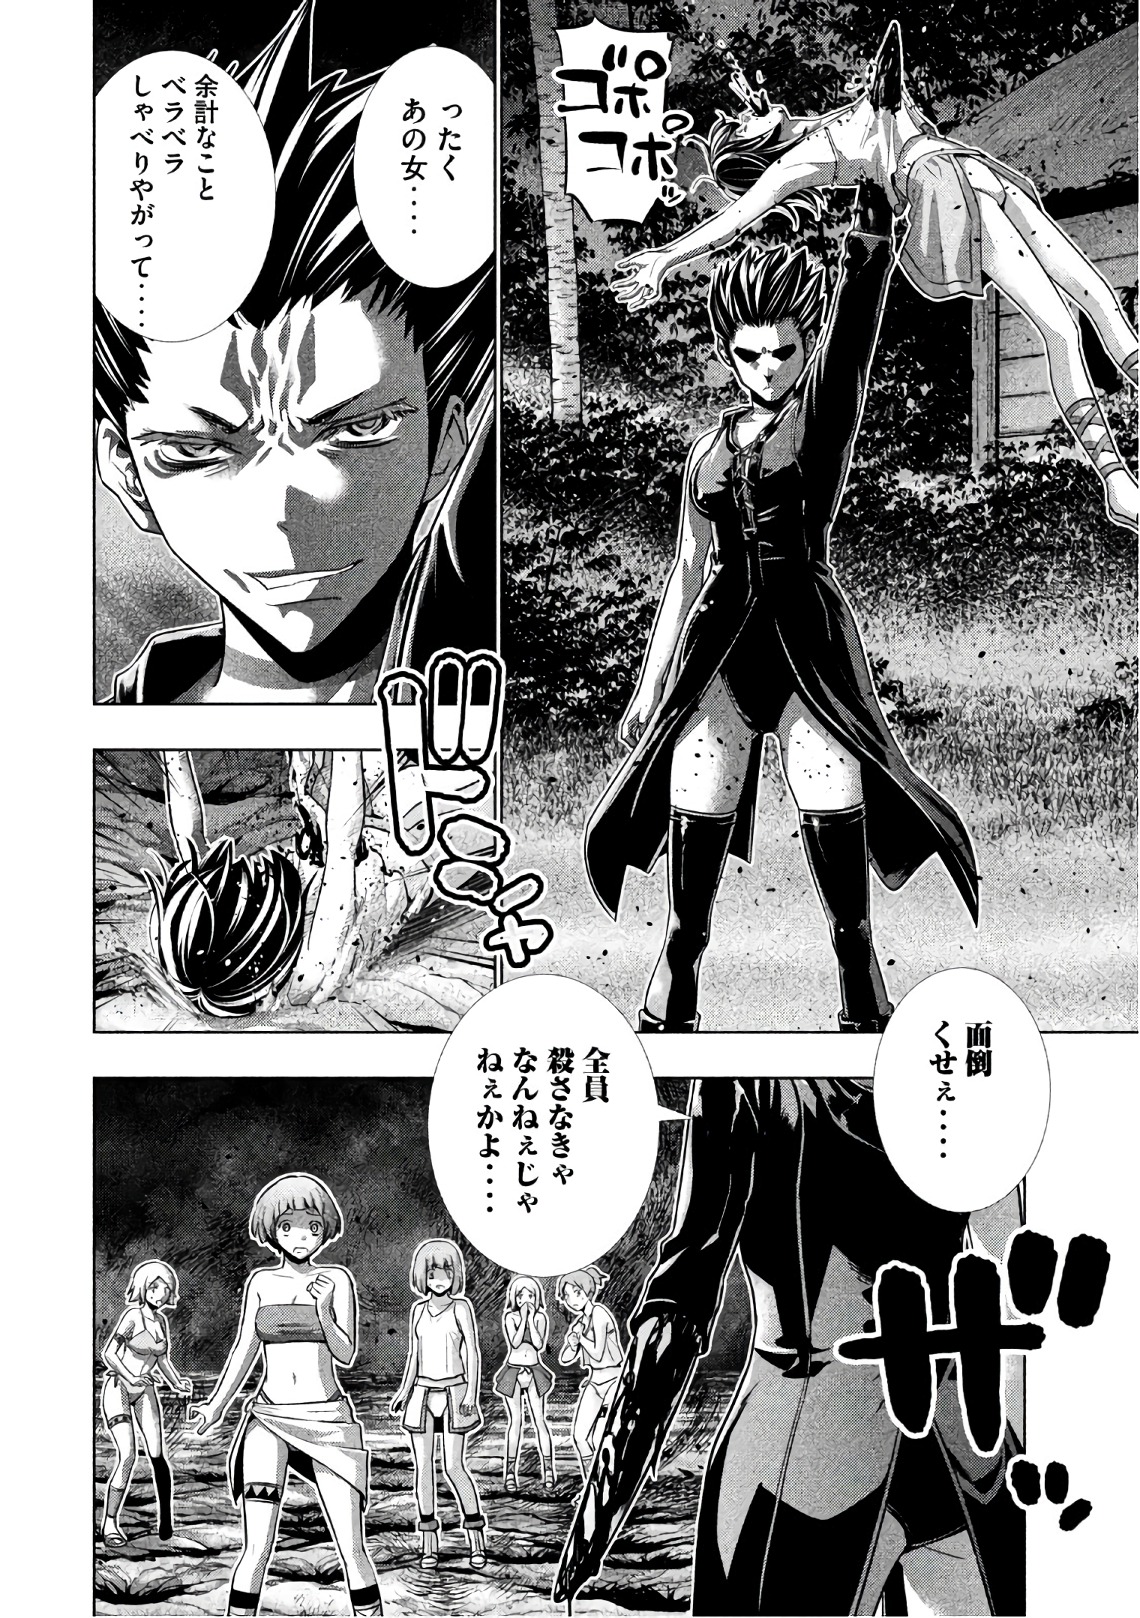 ゴポ
コポッ
ったく
あの女‥‥
余計なこと
ベラベラ
しゃべりやがって‥‥
ドシャ
面倒
くせぇ‥‥
全員
殺さなきゃ
なんねぇじゃ
ねぇかよ‥‥
ザッ